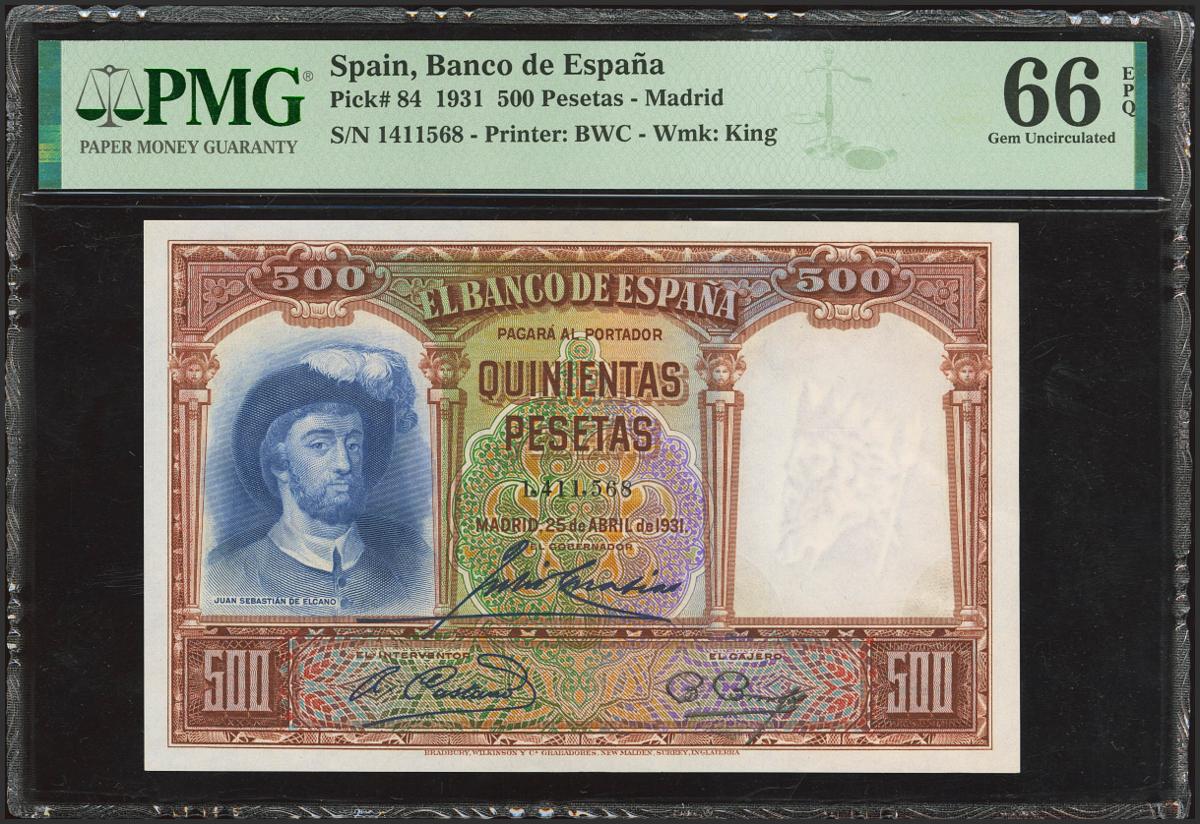 PMG®
PAPER MONEY GUARANTY
Spain, Banco de España
Pick# 84 1931 500 Pesetas - Madrid
S/N 1411568 - Printer: BWC - Wmk: King
66
EPQ
Gem Uncirculated
500
500
EL BANCO DE ESPAÑA
PAGARÁ AL PORTADOR
QUINIENTAS
PESETAS
1.411.568
MADRID, 25 de ABRIL de 1931.
EL GOBERNADOR
JUAN SEBASTIÁN DE ELCANO
EL INTERVENTOR
EL CAJERO
500
500
BRADBURY, WILKINSON Y Cª. GRABADORES, NEW MALDEN, SURREY, INGLATERRA